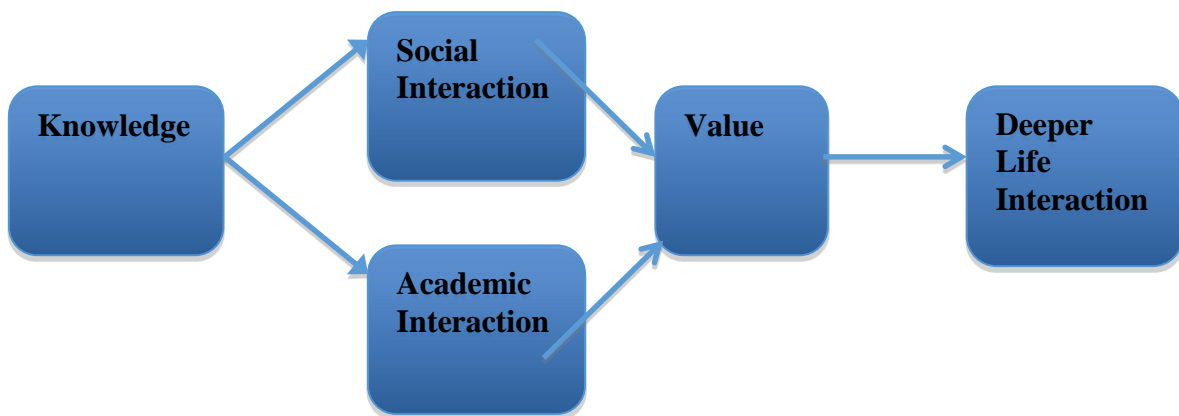 Knowledge
Social
Interaction
Academic
Interaction
Value
Deeper
Life
Interaction